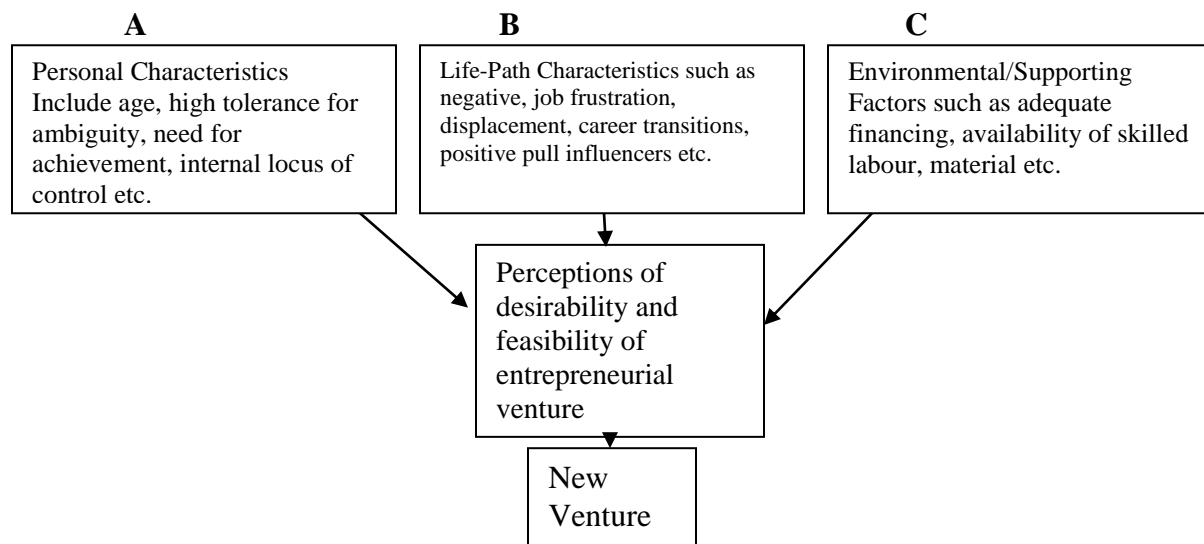 A
B
C
Personal Characteristics
Include age, high tolerance for
ambiguity, need for
achievement, internal locus of
control etc.
Life-Path Characteristics such as
negative, job frustration,
displacement, career transitions,
positive pull influencers etc.
Environmental/Supporting
Factors such as adequate
financing, availability of skilled
labour, material etc.
Perceptions of
desirability and
feasibility of
entrepreneurial
venture
New
Venture